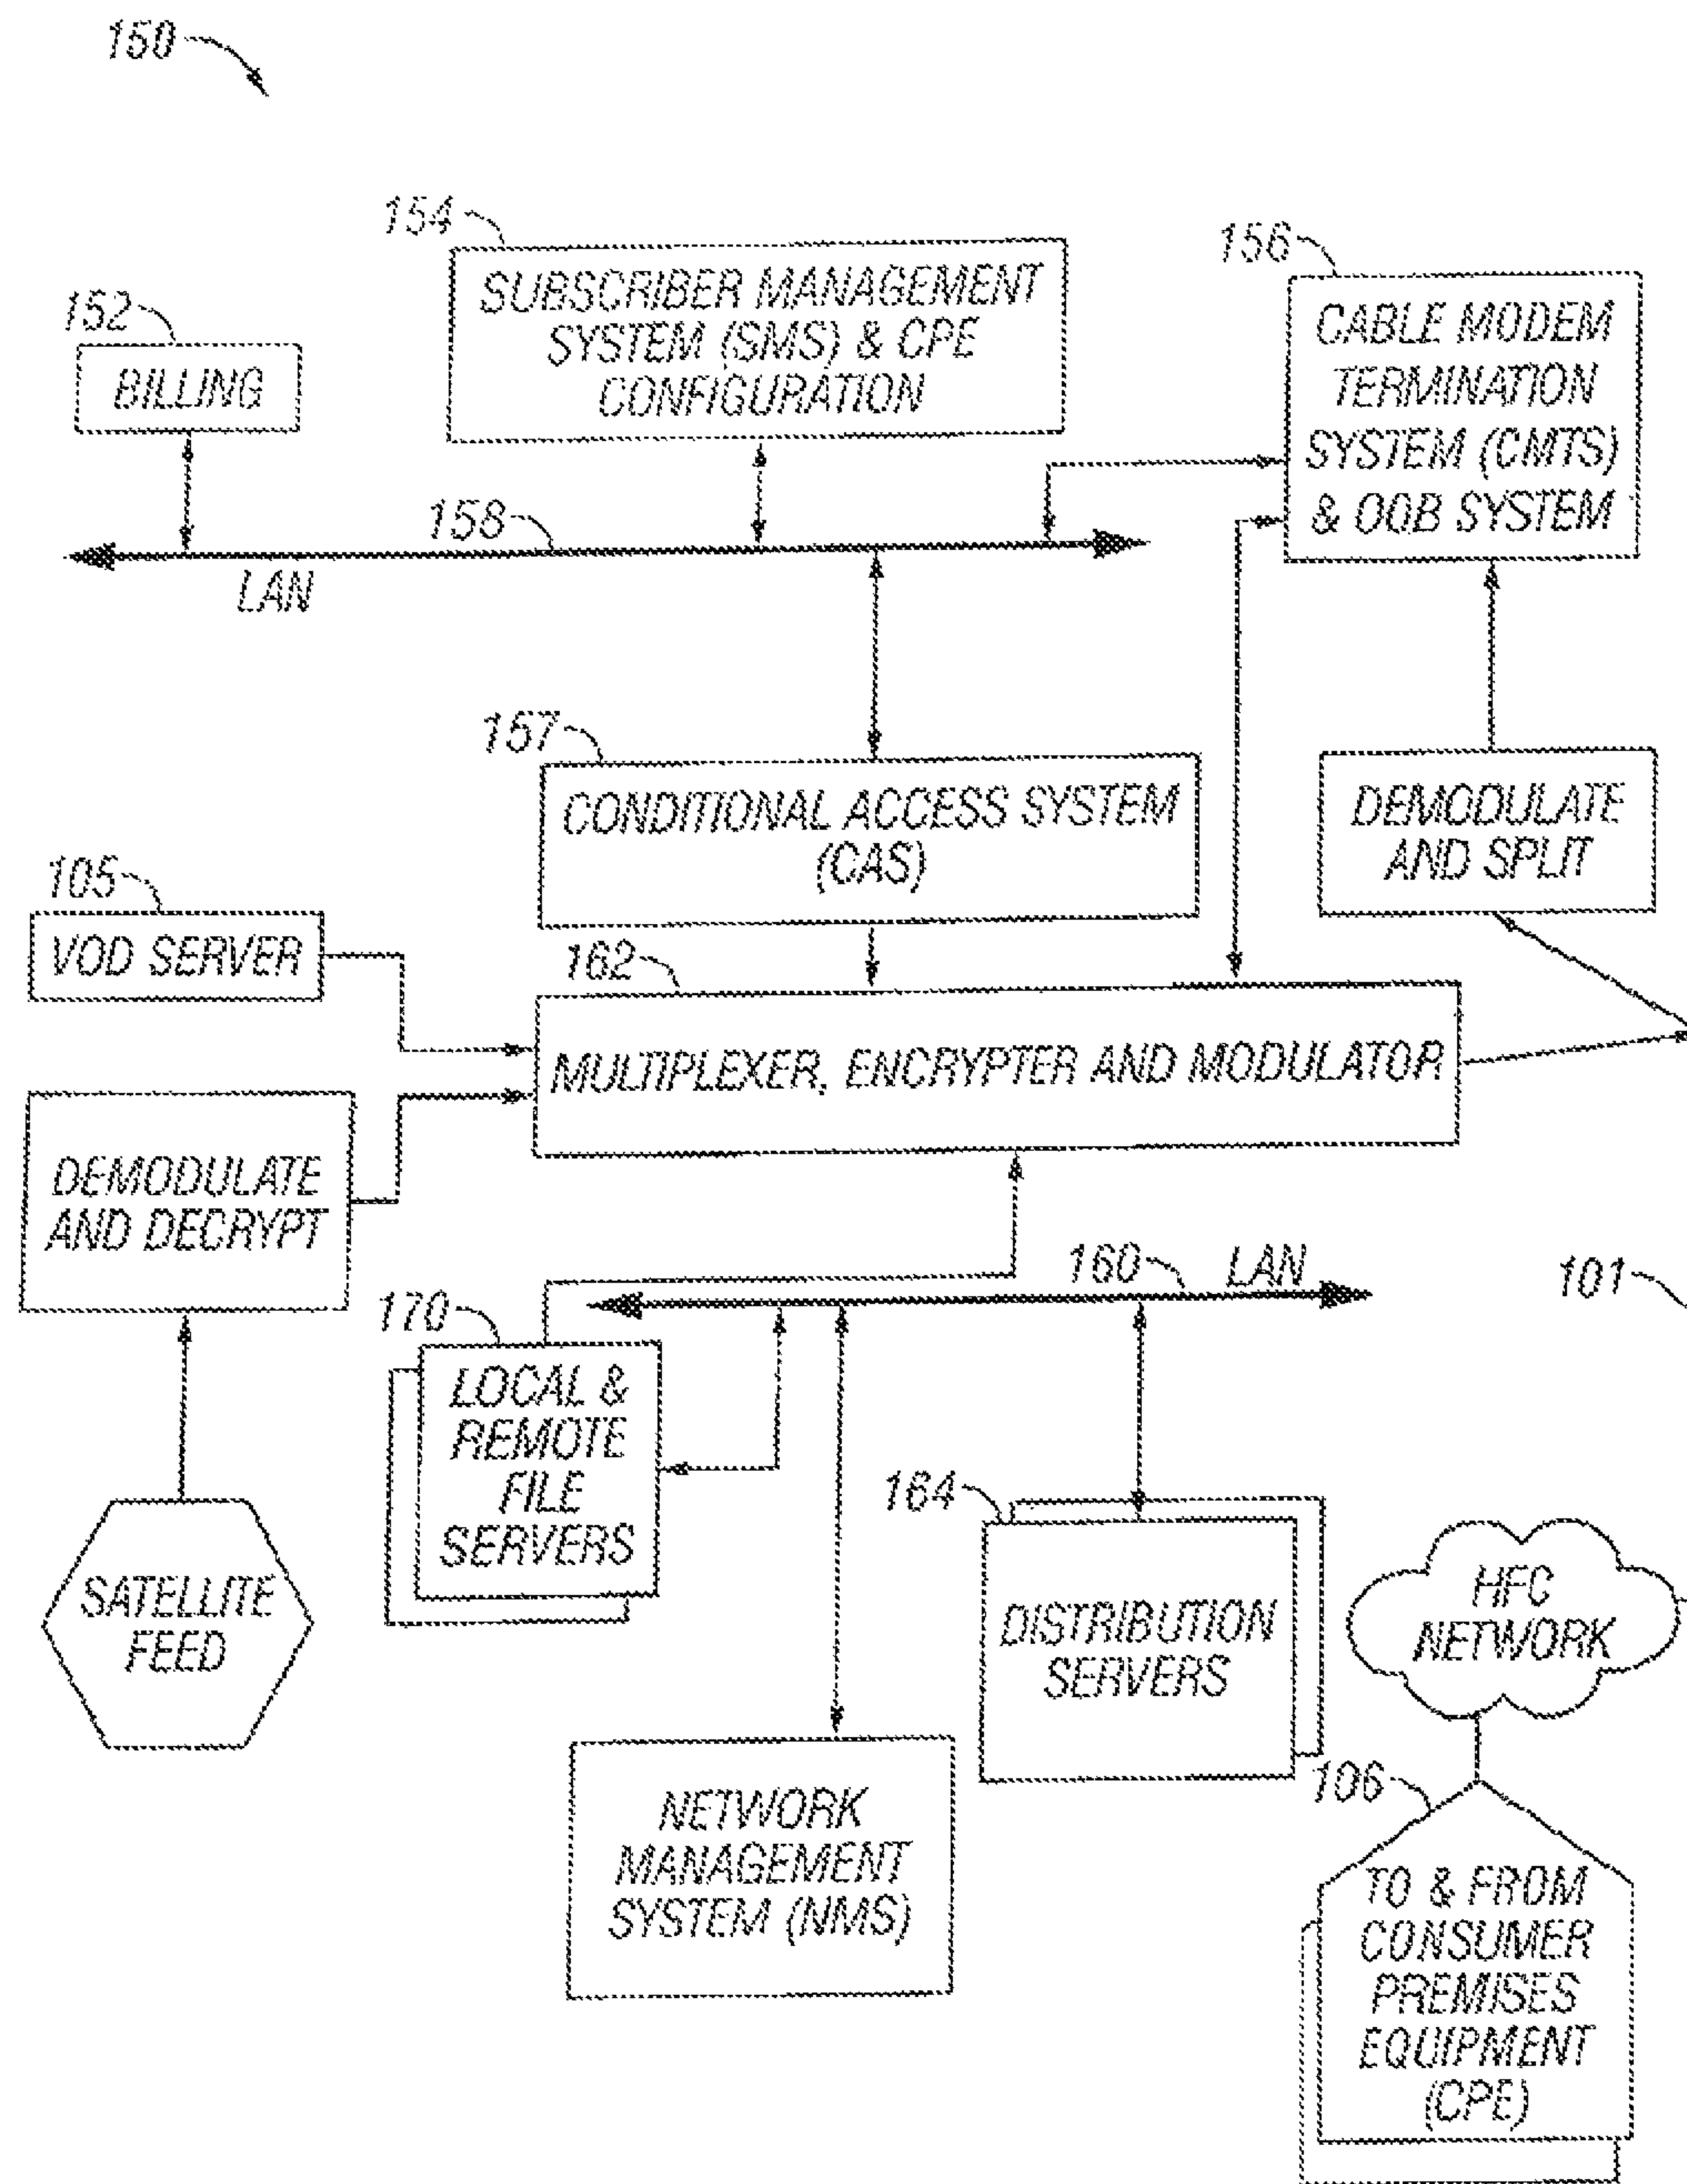 150
154
SUBSCRIBER MANAGEMENT
SYSTEM (SMS) & CPE
CONFIGURATION
156
CABLE MODEM
TERMINATION
SYSTEM (CMTS)
& OOB SYSTEM
152
BILLING
158
LAN
157
CONDITIONAL ACCESS SYSTEM
(CAS)
DEMODULATE
AND SPLIT
105
VOD SERVER
162
MULTIPLEXER, ENCRYPTER AND MODULATOR
DEMODULATE
AND DECRYPT
160
LAN
101
170
LOCAL &
REMOTE
FILE
SERVERS
164
DISTRIBUTION
SERVERS
SATELLITE
FEED
HFC
NETWORK
NETWORK
MANAGEMENT
SYSTEM (NMS)
106
TO & FROM
CONSUMER
PREMISES
EQUIPMENT
(CPE)